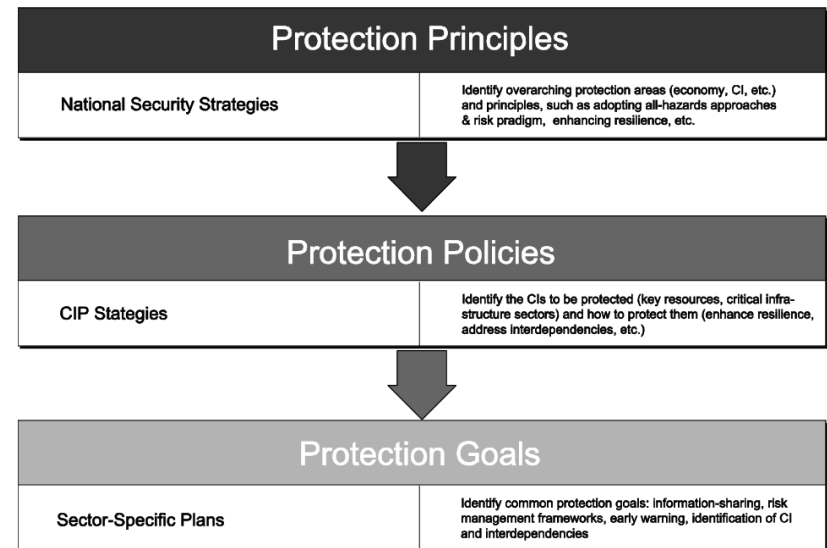 Protection Principles
National Security Strategies
Identify overarching protection areas (economy, CI, etc.)
and principles, such as adopting all-hazards approaches
& risk pradigm, enhancing resilience, etc.
Protection Policies
CIP Stategies
Identify the CIs to be protected (key resources, critical infra-
structure sectors) and how to protect them (enhance resilience,
address interdependencies, etc.)
Protection Goals
Sector-Specific Plans
Identify common protection goals: information-sharing, risk
management frameworks, early warning, identification of CI
and interdependencies